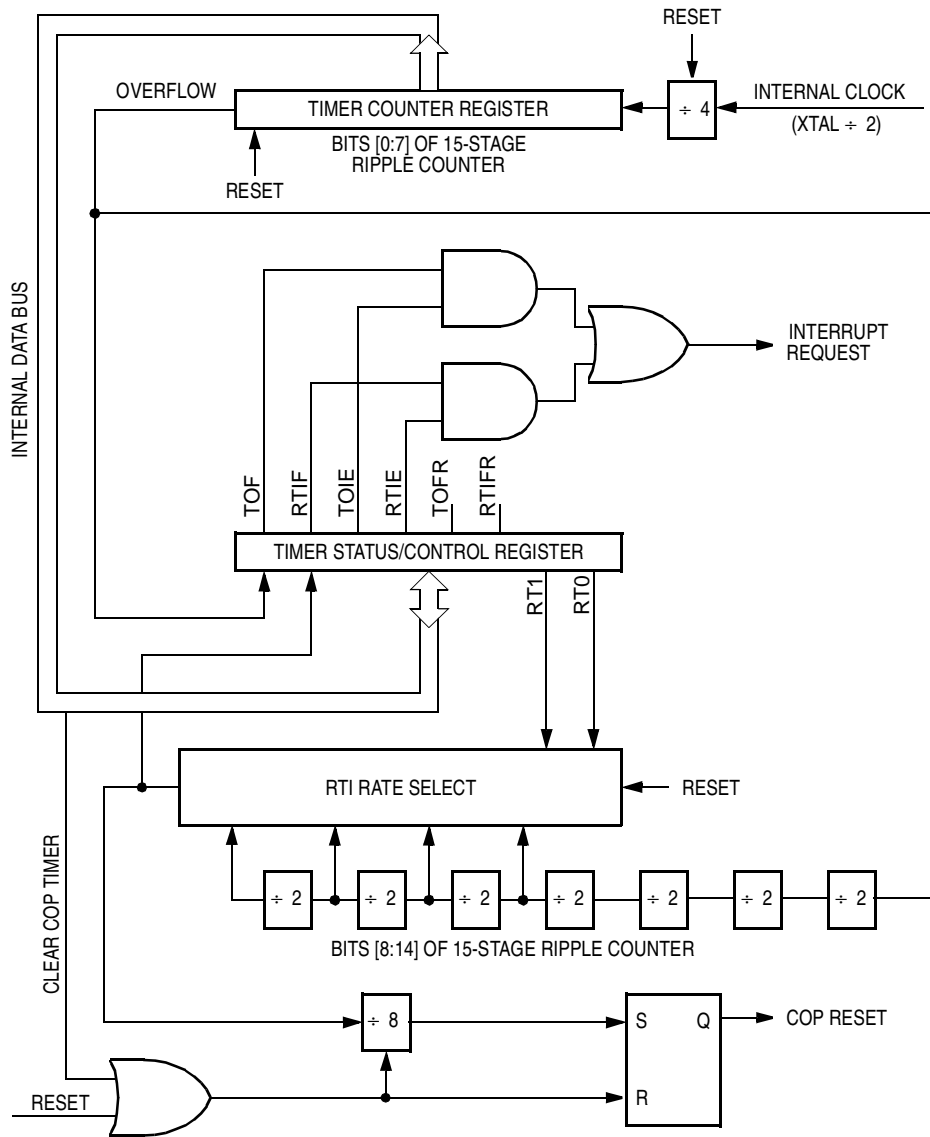 RESET
OVERFLOW
TIMER COUNTER REGISTER
÷ 4
INTERNAL CLOCK
(XTAL ÷ 2)
BITS [0:7] OF 15-STAGE
RIPPLE COUNTER
RESET
INTERNAL DATA BUS
INTERRUPT
REQUEST
TOF
RTIF
TOIE
RTIE
TOFR
RTIFR
TIMER STATUS/CONTROL REGISTER
RT1
RT0
RTI RATE SELECT
RESET
CLEAR COP TIMER
÷ 2
÷ 2
÷ 2
÷ 2
÷ 2
÷ 2
÷ 2
BITS [8:14] OF 15-STAGE RIPPLE COUNTER
÷ 8
S
Q
COP RESET
RESET
R